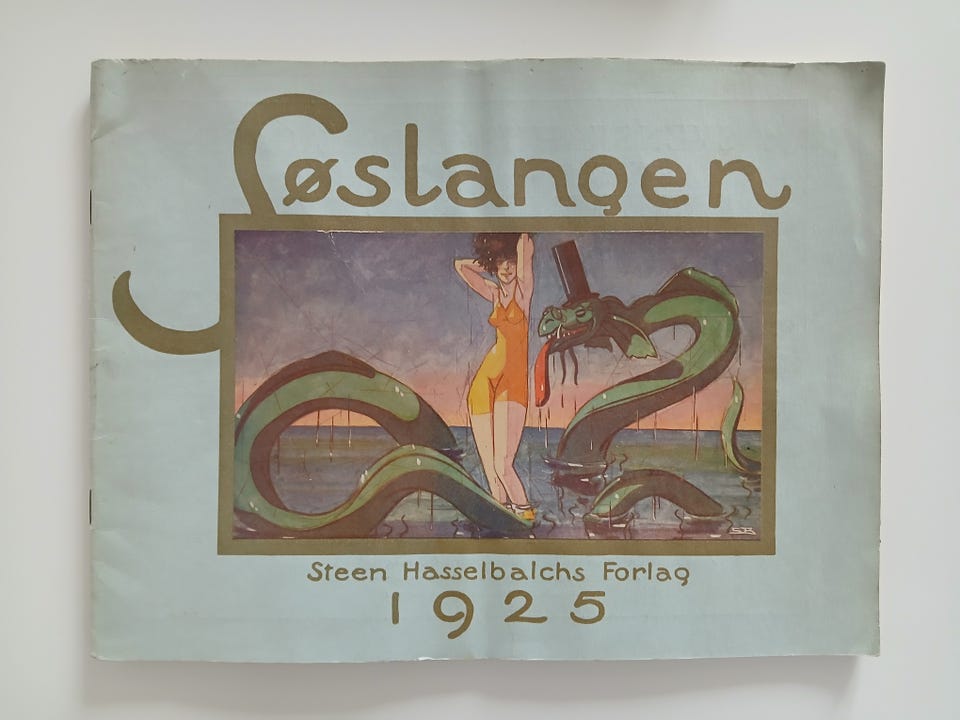 Søslangen
Steen Hasselbalchs Forlag
1925